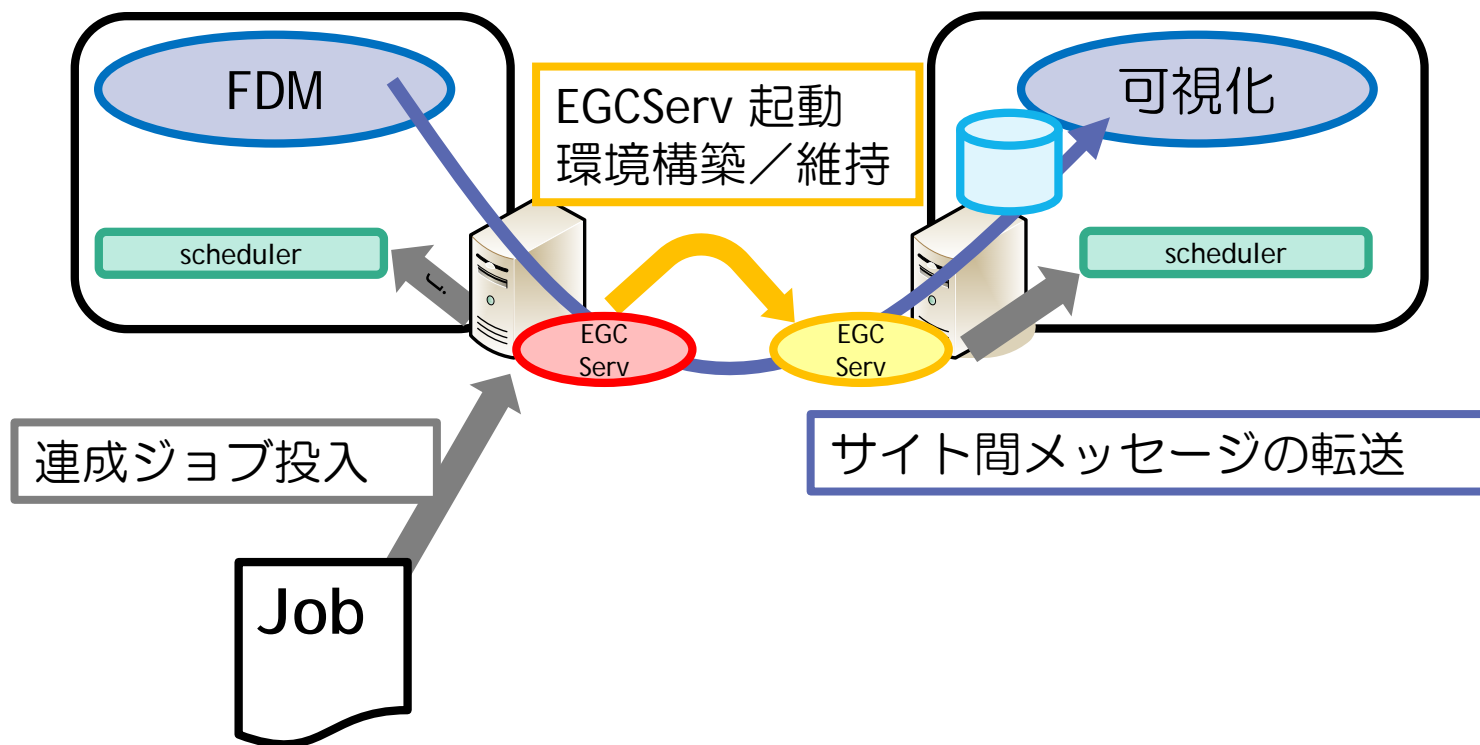 FDM
可視化
EGCServ 起動
環境構築／維持
scheduler
scheduler
EGC
Serv
EGC
Serv
連成ジョブ投入
サイト間メッセージの転送
Job